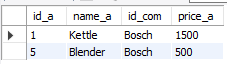 id_a name_a id_com price_a
1 Kettle Bosch 1500
5 Blender Bosch 500